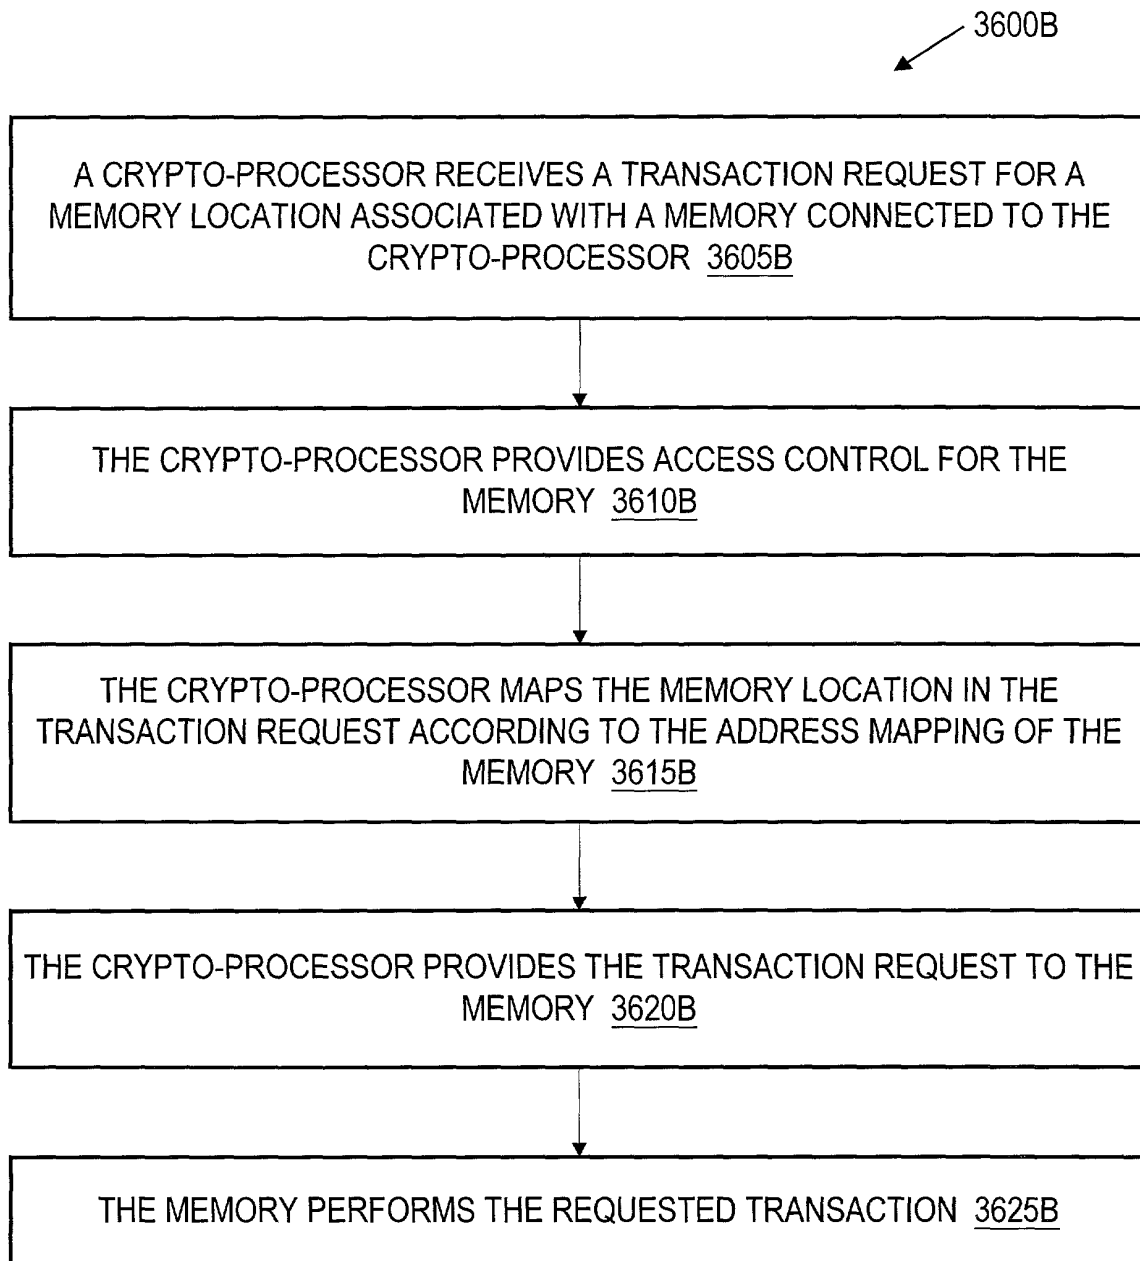 3600B
A CRYPTO-PROCESSOR RECEIVES A TRANSACTION REQUEST FOR A
MEMORY LOCATION ASSOCIATED WITH A MEMORY CONNECTED TO THE
CRYPTO-PROCESSOR 3605B
THE CRYPTO-PROCESSOR PROVIDES ACCESS CONTROL FOR THE
MEMORY 3610B
THE CRYPTO-PROCESSOR MAPS THE MEMORY LOCATION IN THE
TRANSACTION REQUEST ACCORDING TO THE ADDRESS MAPPING OF THE
MEMORY 3615B
THE CRYPTO-PROCESSOR PROVIDES THE TRANSACTION REQUEST TO THE
MEMORY 3620B
THE MEMORY PERFORMS THE REQUESTED TRANSACTION 3625B